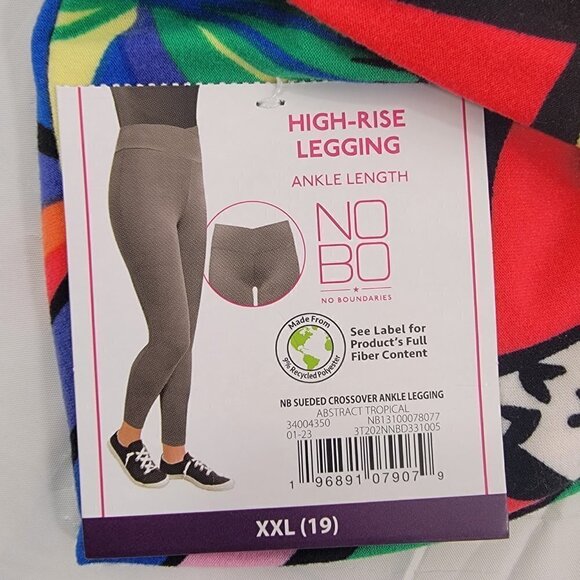 HIGH-RISE
LEGGING
ANKLE LENGTH
NO
BO
NO BOUNDARIES
Made From
9% Recycled Polyester
See Label for
Product's Full
Fiber Content
NB SUEDED CROSSOVER ANKLE LEGGING
ABSTRACT TROPICAL
34004350 NB13100078077
01-23 3T202NNBD331005
1 96891 07907 9
XXL (19)